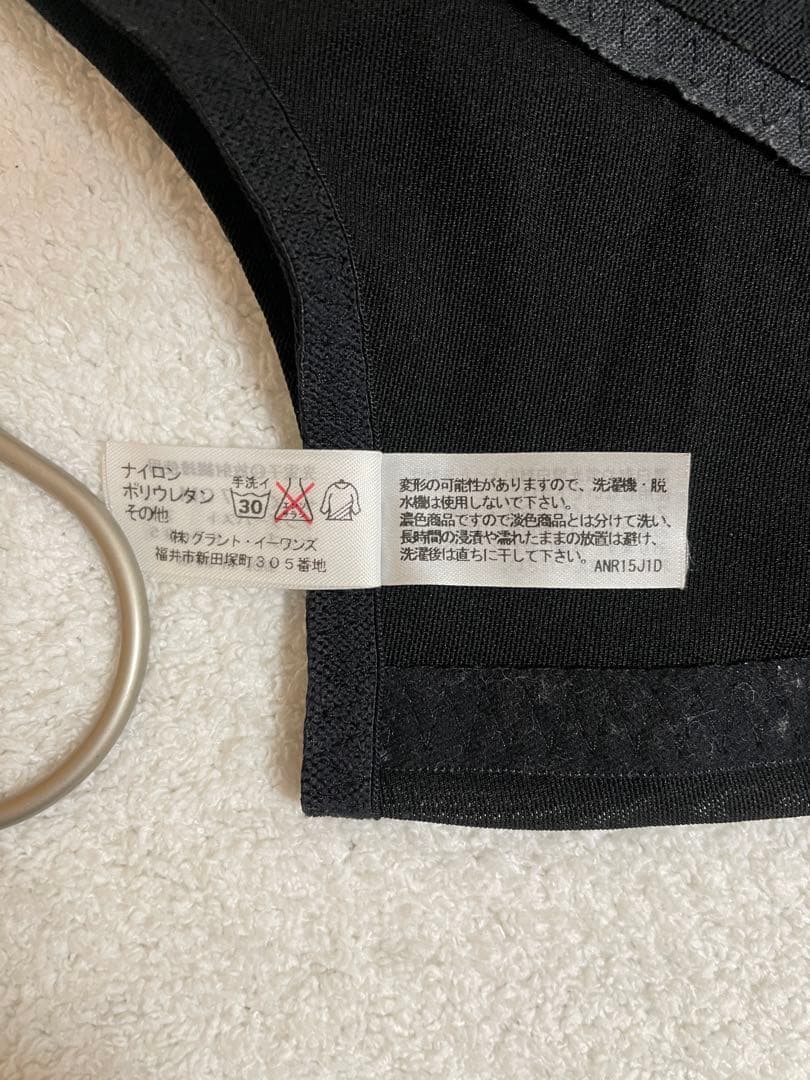 ナイロン
ポリウレタン
その他
手洗イ
30
エンソ
サラシ
(株)グラント・イーワンズ
福井市新田塚町305番地
変形の可能性がありますので、洗濯機・脱
水機は使用しないで下さい。
濃色商品ですので淡色商品とは分けて洗い、
長時間の浸漬や濡れたままの放置は避け、
洗濯後は直ちに干して下さい。
ANR15J1D